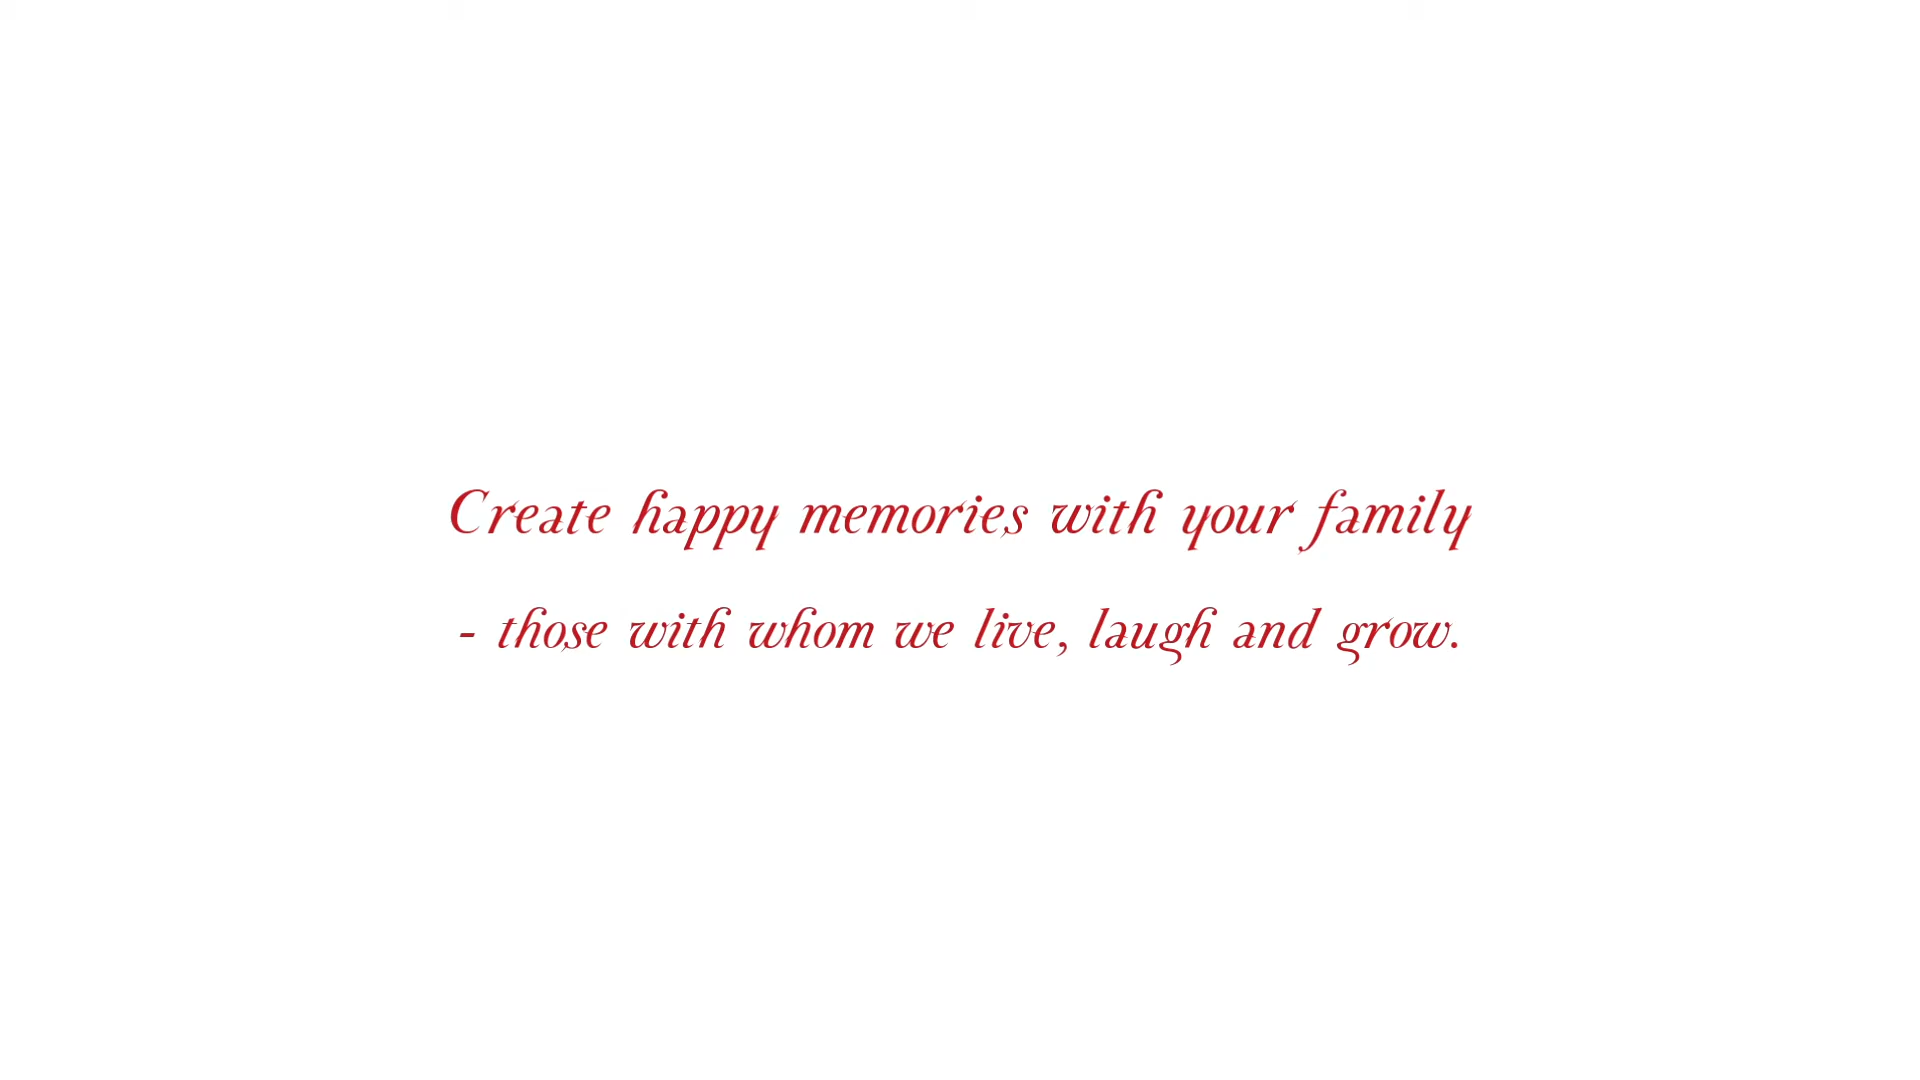 Create happy memories with your family
- those with whom we live, laugh and grow.